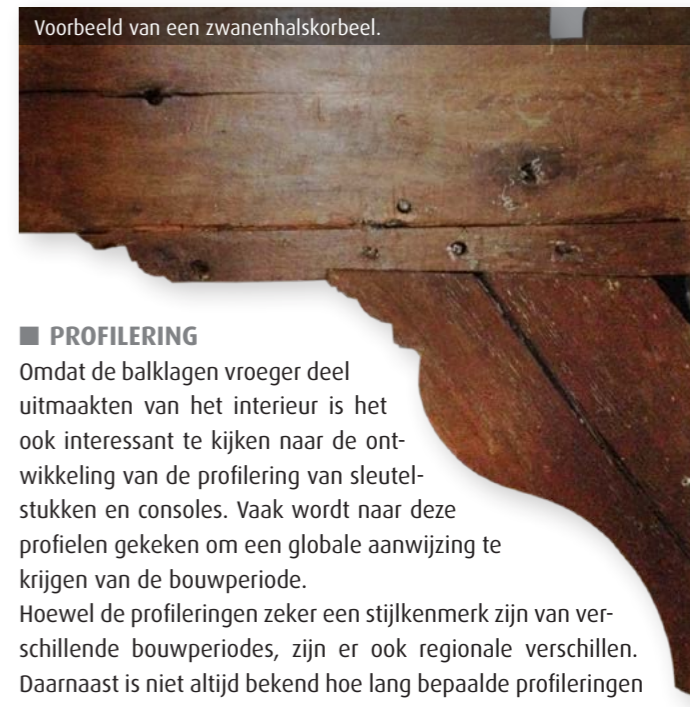 Voorbeeld van een zwanenhalskorbeel.
■ PROFILERING
Omdat de balklagen vroeger deel
uitmaakten van het interieur is het
ook interessant te kijken naar de ont-
wikkeling van de profilering van sleutel-
stukken en consoles. Vaak wordt naar deze
profielen gekeken om een globale aanwijzing te
krijgen van de bouwperiode.
Hoewel de profileringen zeker een stijlkenmerk zijn van ver-
schillende bouwperiodes, zijn er ook regionale verschillen.
Daarnaast is niet altijd bekend hoe lang bepaalde profileringen